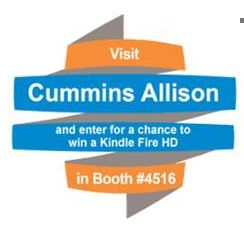 Visit
Cummins Allison
and enter for a chance to
win a Kindle Fire HD
in Booth #4516